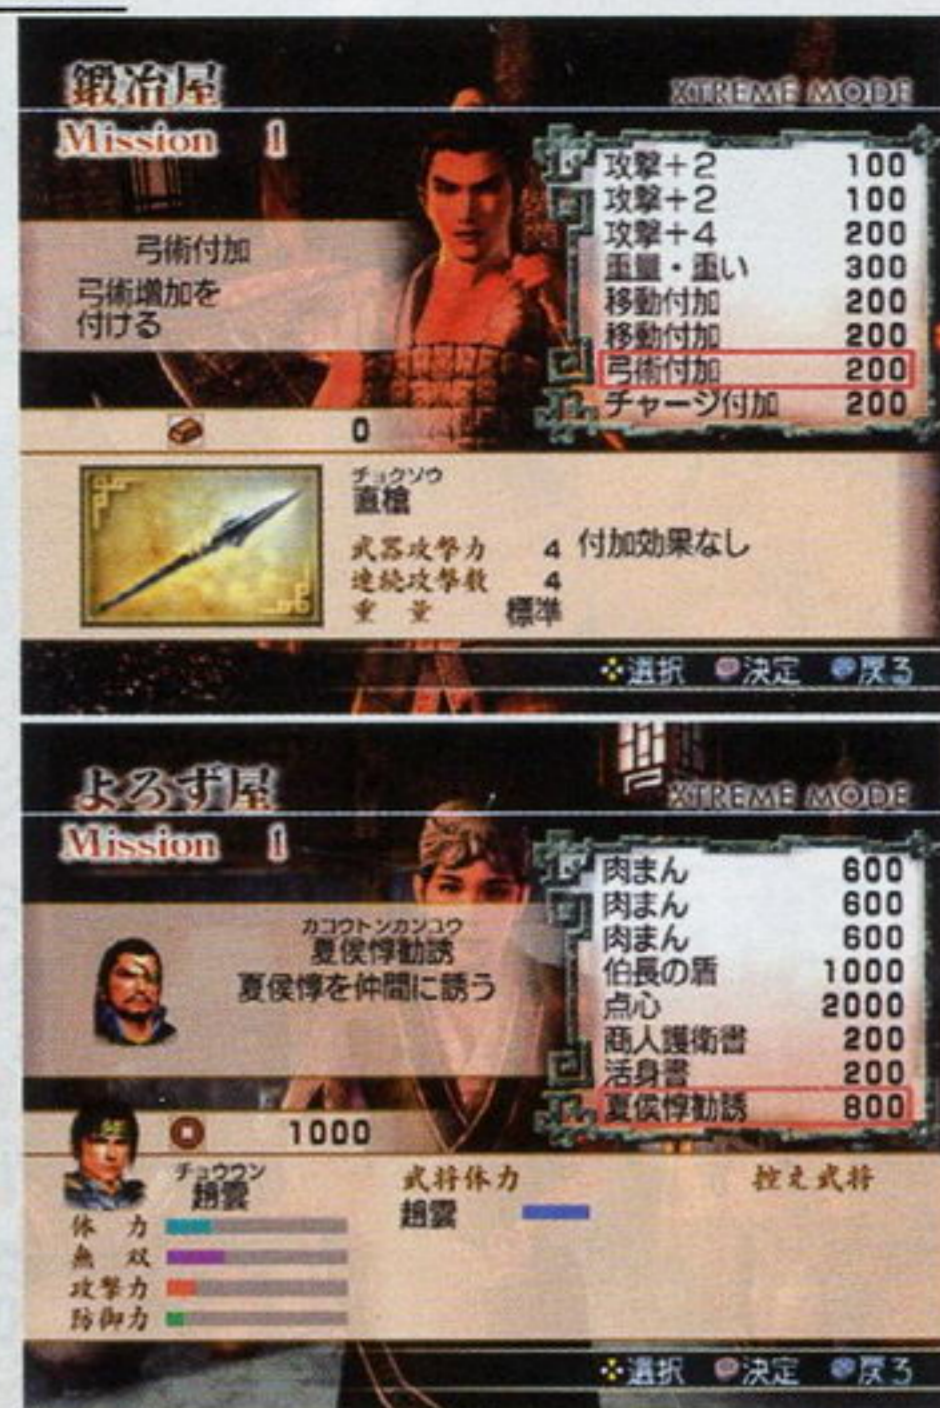 鍛冶屋
XTREME MODE
Mission 1
弓術付加
弓術増加を
付ける
攻撃+2 100
攻撃+2 100
攻撃+4 200
重量・重い 300
移動付加 200
移動付加 200
弓術付加 200
チャージ付加 200
0
チョクソウ
直槍
武器攻撃力 4
連続攻撃数 4
重量 標準
付加効果なし
選択 決定 戻る
よろず屋
XTREME MODE
Mission 1
カコウトンカンユウ
夏侯惇勧誘
夏侯惇を仲間に誘う
肉まん 600
肉まん 600
肉まん 600
伯長の盾 1000
点心 2000
商人護衛書 200
活身書 200
夏侯惇勧誘 800
1000
チョウウン
趙雲
体力
無双
攻撃力
防御力
武将体力
趙雲
控え武将
選択 決定 戻る